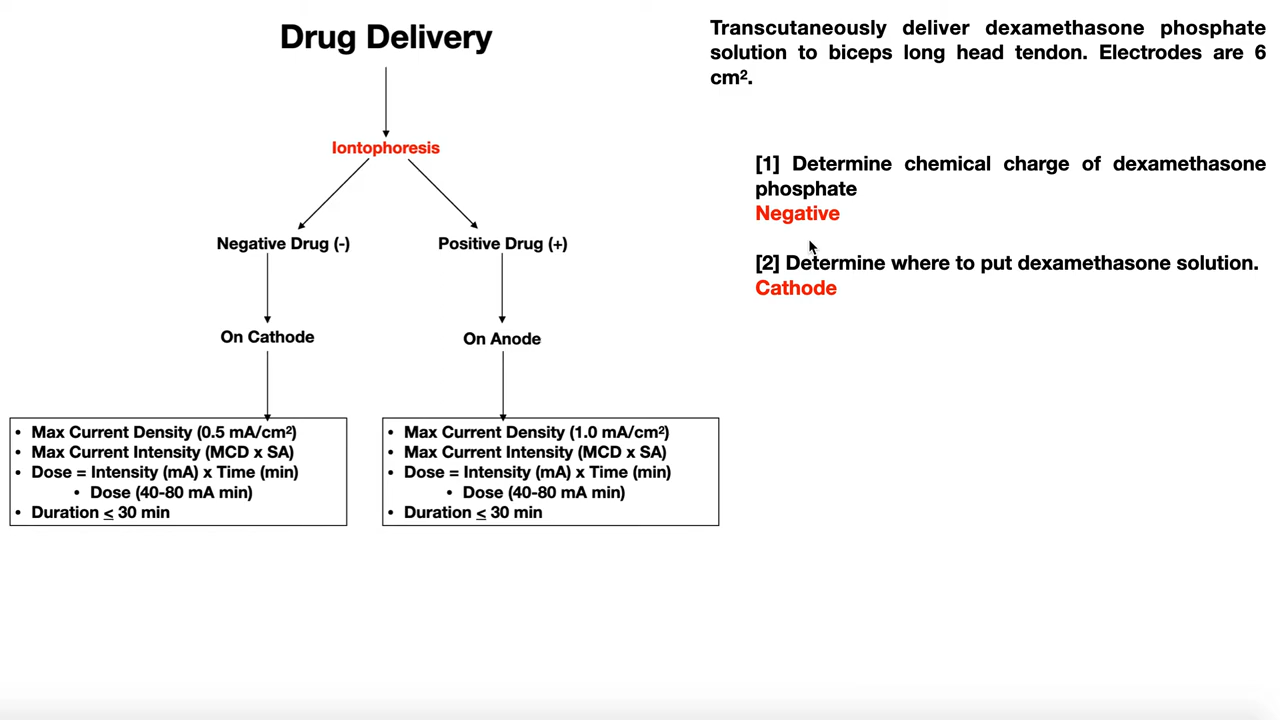 Drug Delivery
Iontophoresis
Negative Drug (-)
Positive Drug (+)
On Cathode
On Anode
• Max Current Density (0.5 mA/cm²)
• Max Current Intensity (MCD x SA)
• Dose = Intensity (mA) x Time (min)
• Dose (40-80 mA min)
• Duration ≤ 30 min
• Max Current Density (1.0 mA/cm²)
• Max Current Intensity (MCD x SA)
• Dose = Intensity (mA) x Time (min)
• Dose (40-80 mA min)
• Duration ≤ 30 min
Transcutaneously deliver dexamethasone phosphate
solution to biceps long head tendon. Electrodes are 6
cm².
[1] Determine chemical charge of dexamethasone
phosphate
Negative
[2] Determine where to put dexamethasone solution.
Cathode